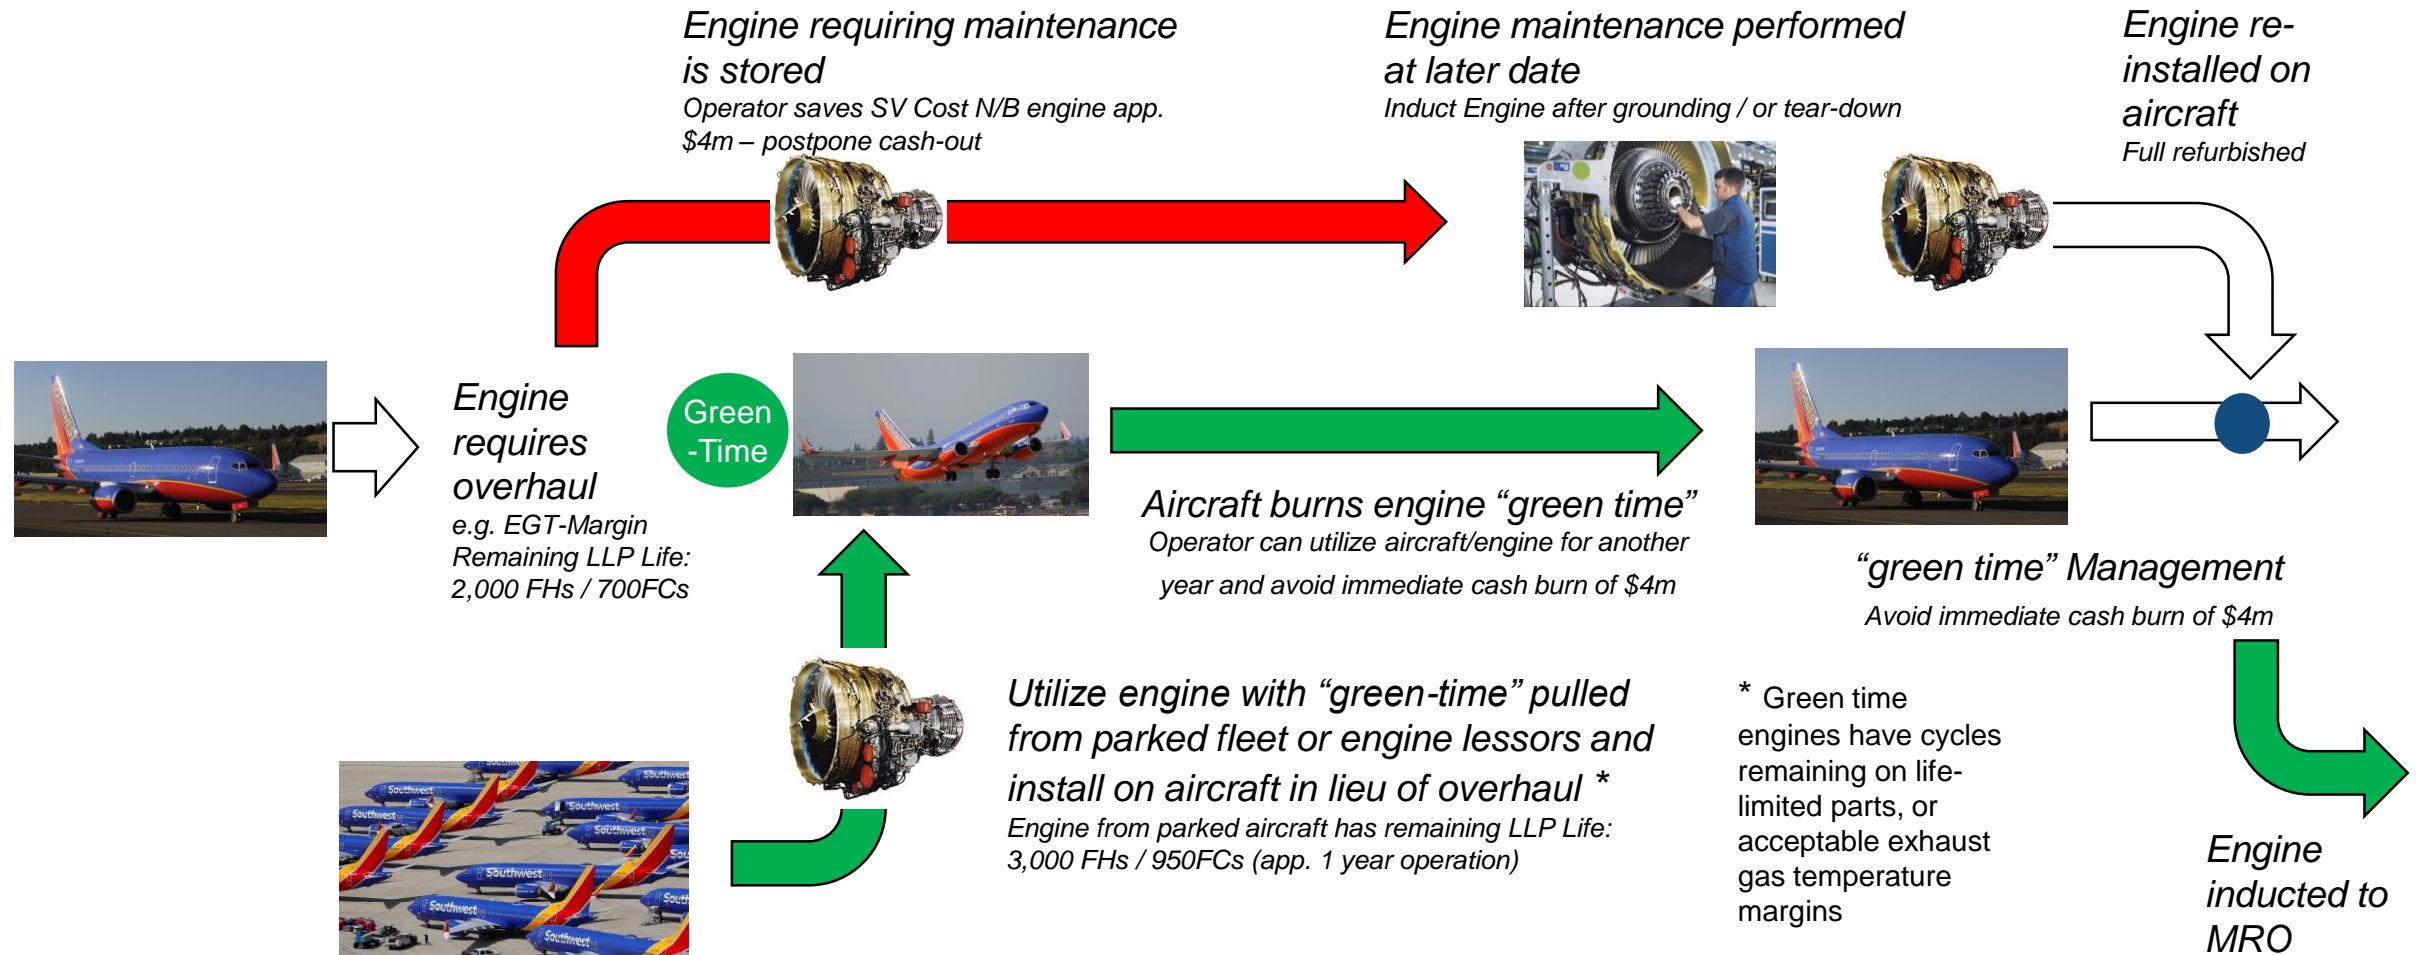 Engine requiring maintenance
is stored
Operator saves SV Cost N/B engine app.
$4m – postpone cash-out
Engine maintenance performed
at later date
Induct Engine after grounding / or tear-down
Engine re-
installed on
aircraft
Full refurbished
Engine
requires
overhaul
e.g. EGT-Margin
Remaining LLP Life:
2,000 FHs / 700FCs
Green
-Time
Aircraft burns engine “green time”
Operator can utilize aircraft/engine for another
year and avoid immediate cash burn of $4m
“green time” Management
Avoid immediate cash burn of $4m
Utilize engine with “green-time” pulled
from parked fleet or engine lessors and
install on aircraft in lieu of overhaul *
Engine from parked aircraft has remaining LLP Life:
3,000 FHs / 950FCs (app. 1 year operation)
* Green time
engines have cycles
remaining on life-
limited parts, or
acceptable exhaust
gas temperature
margins
Engine
inducted to
MRO
Southwest
Southwest
Southwest
Southwest
Southwest
Southwest
Southwest